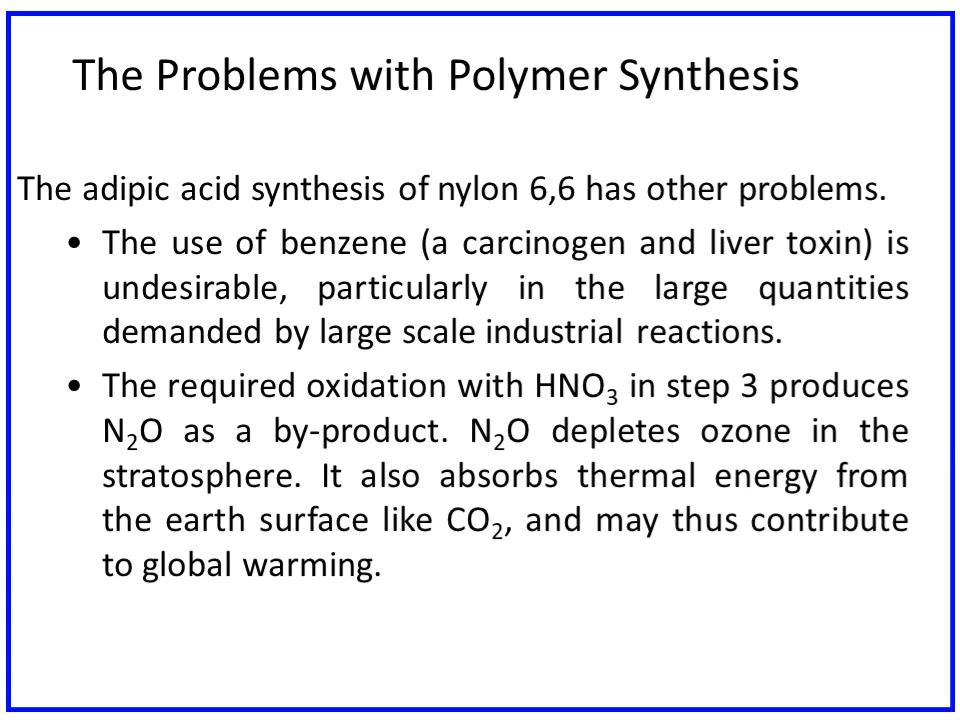 The Problems with Polymer Synthesis
The adipic acid synthesis of nylon 6,6 has other problems.
• The use of benzene (a carcinogen and liver toxin) is
undesirable, particularly in the large quantities
demanded by large scale industrial reactions.
• The required oxidation with HNO₃ in step 3 produces
N₂O as a by-product. N₂O depletes ozone in the
stratosphere. It also absorbs thermal energy from
the earth surface like CO₂, and may thus contribute
to global warming.